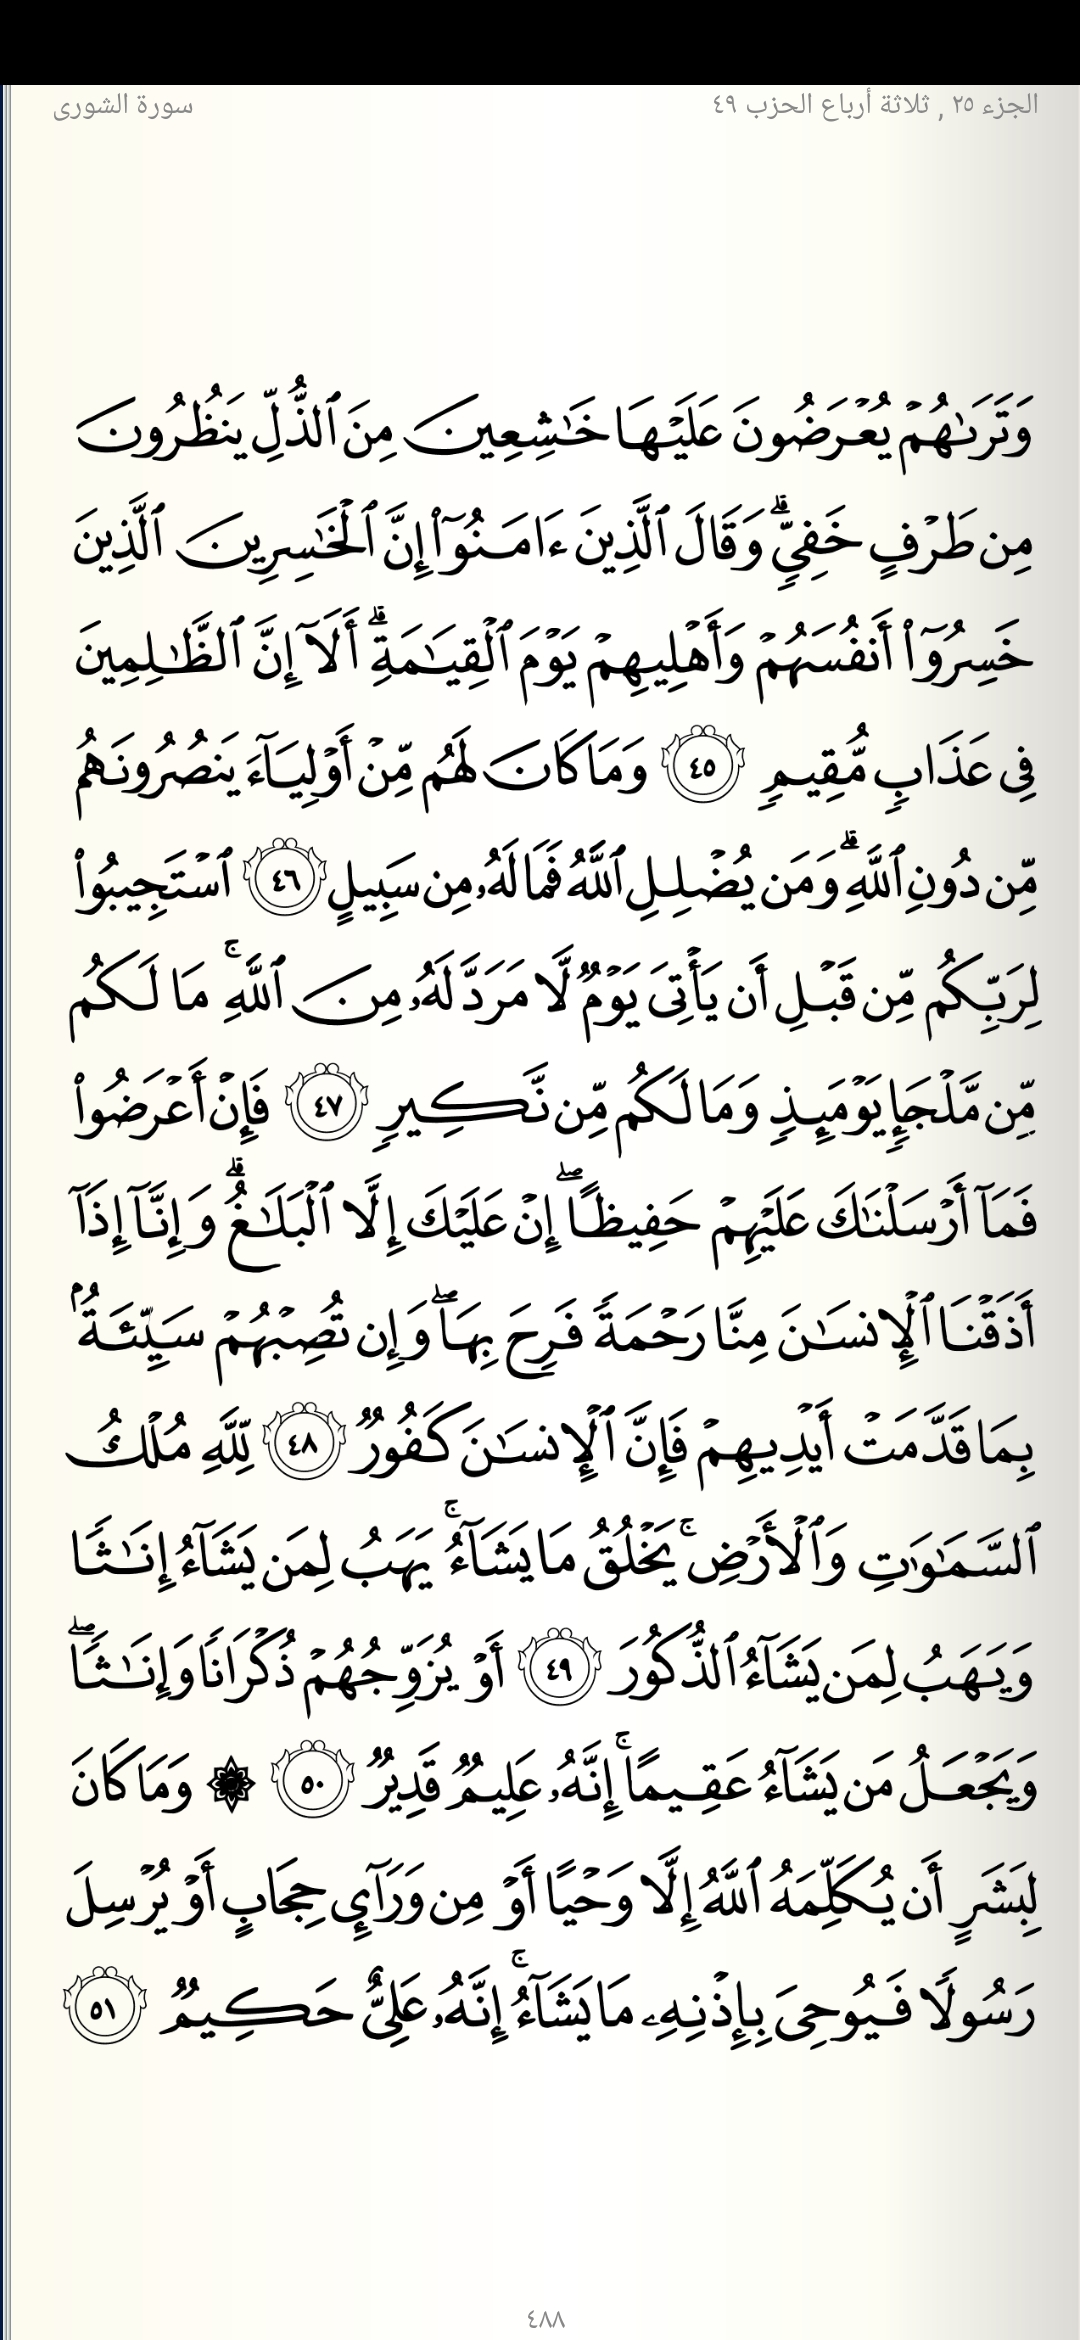 الجزء ٢٥ , ثلاثة أرباع الحزب ٤٩
سورة الشورى
وَتَرَىٰهُمۡ يُعۡرَضُونَ عَلَيۡهَا خَٰشِعِينَ مِنَ ٱلذُّلِّ يَنظُرُونَ
مِن طَرۡفٍ خَفِيّٖۗ وَقَالَ ٱلَّذِينَ ءَامَنُوٓاْ إِنَّ ٱلۡخَٰسِرِينَ ٱلَّذِينَ
خَسِرُوٓاْ أَنفُسَهُمۡ وَأَهۡلِيهِمۡ يَوۡمَ ٱلۡقِيَٰمَةِۗ أَلَآ إِنَّ ٱلظَّٰلِمِينَ
فِي عَذَابٖ مُّقِيمٖ ٤٥ وَمَا كَانَ لَهُم مِّنۡ أَوۡلِيَآءَ يَنصُرُونَهُم
مِّن دُونِ ٱللَّهِۗ وَمَن يُضۡلِلِ ٱللَّهُ فَمَا لَهُۥ مِن سَبِيلٍ ٤٦ ٱسۡتَجِيبُواْ
لِرَبِّكُم مِّن قَبۡلِ أَن يَأۡتِيَ يَوۡمٞ لَّا مَرَدَّ لَهُۥ مِنَ ٱللَّهِۚ مَا لَكُم
مِّن مَّلۡجَإٖ يَوۡمَئِذٖ وَمَا لَكُم مِّن نَّكِيرٖ ٤٧ فَإِنۡ أَعۡرَضُواْ
فَمَآ أَرۡسَلۡنَٰكَ عَلَيۡهِمۡ حَفِيظًاۖ إِنۡ عَلَيۡكَ إِلَّا ٱلۡبَلَٰغُۗ وَإِنَّآ إِذَآ
أَذَقۡنَا ٱلۡإِنسَٰنَ مِنَّا رَحۡمَةٗ فَرِحَ بِهَاۖ وَإِن تُصِبۡهُمۡ سَيِّئَةُۢ
بِمَا قَدَّمَتۡ أَيۡدِيهِمۡ فَإِنَّ ٱلۡإِنسَٰنَ كَفُورٞ ٤٨ لِّلَّهِ مُلۡكُ
ٱلسَّمَٰوَٰتِ وَٱلۡأَرۡضِۚ يَخۡلُقُ مَا يَشَآءُۚ يَهَبُ لِمَن يَشَآءُ إِنَٰثٗا
وَيَهَبُ لِمَن يَشَآءُ ٱلذُّكُورَ ٤٩ أَوۡ يُزَوِّجُهُمۡ ذُكۡرَانٗا وَإِنَٰثٗاۖ
وَيَجۡعَلُ مَن يَشَآءُ عَقِيمًاۚ إِنَّهُۥ عَلِيمٞ قَدِيرٞ ٥٠ ۞ وَمَا كَانَ
لِبَشَرٍ أَن يُكَلِّمَهُ ٱللَّهُ إِلَّا وَحۡيًا أَوۡ مِن وَرَآيِٕ حِجَابٍ أَوۡ يُرۡسِلَ
رَسُولٗا فَيُوحِيَ بِإِذۡنِهِۦ مَا يَشَآءُۚ إِنَّهُۥ عَلِيٌّ حَكِيمٞ ٥١
٤٨٨